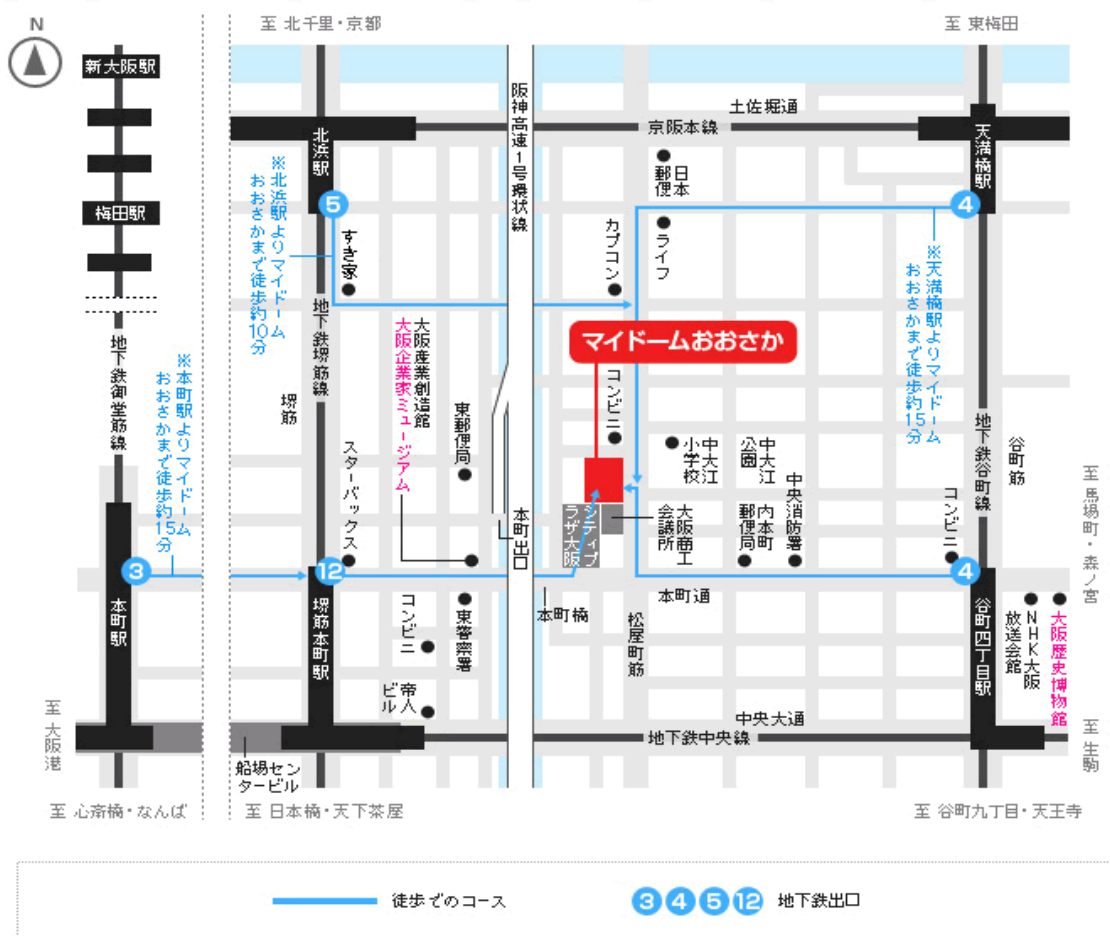 N
至 北千里・京都
至 東梅田
新大阪駅
梅田駅
地下鉄御堂筋線
※本町駅よりマイドーム
おおさかまで徒歩約15分
3
本町駅
至 大阪港
至 心斎橋・なんば
北浜駅
5
※北浜駅よりマイドーム
おおさかまで徒歩約10分
すき家
地下鉄堺筋線
堺筋
大阪産業創造館
大阪企業家ミュージアム
東郵便局
スターバックス
12
堺筋本町駅
コンビニ
東警察署
帝人
ビル
船場セン
タービル
至 日本橋・天下茶屋
阪神高速1号環状線
本町出口
本町橋
土佐堀通
京阪本線
日本
郵便
ライフ
カプコン
マイドームおおさか
コンビニ
中大江
小学校
中大江
公園
シティプ
ラザ大阪
大阪商工
会議所
内本町
郵便局
中央消防署
本町通
松屋町筋
中央大通
地下鉄中央線
天満橋駅
4
※天満橋駅よりマイドーム
おおさかまで徒歩約15分
地下鉄谷町線
谷町筋
コンビニ
4
谷町四丁目駅
NHK大阪
放送会館
大阪歴史博物館
至 馬場町・森ノ宮
至 生駒
至 谷町九丁目・天王寺
徒歩でのコース
3 4 5 12 地下鉄出口